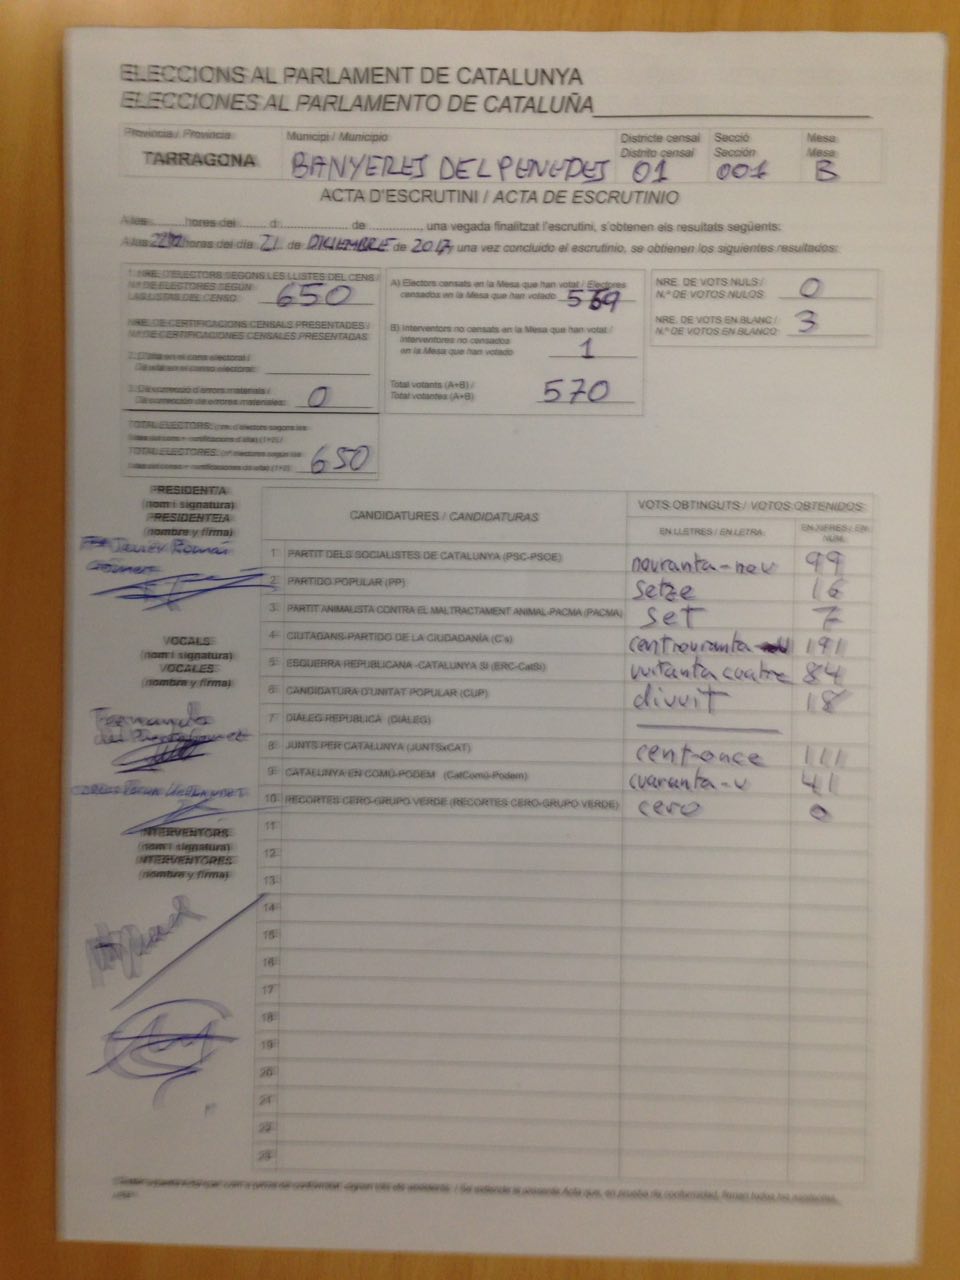 ELECCIONS AL PARLAMENT DE CATALUNYA
ELECCIONES AL PARLAMENTO DE CATALUÑA
Provincia / Provincia Municipi / Municipio Districte censal Secció Mesa
Distrito censal Sección Mesa
TARRAGONA BANYERES DEL PENEDES 01 001 B
ACTA D'ESCRUTINI / ACTA DE ESCRUTINIO
A les ........ hores del ........ d ........ de ............, una vegada finalitzat l'escrutini, s'obtenen els resultats següents:
A las horas del día 21 de DICIEMBRE de 2017, una vez concluido el escrutinio, se obtienen los siguientes resultados:
1. NRE. D'ELECTORS SEGONS LES LLISTES DEL CENS /
Nº DE ELECTORES SEGÚN
LAS LISTAS DEL CENSO: 650
NRE. DE CERTIFICACIONS CENSALS PRESENTADES /
Nº DE CERTIFICACIONES CENSALES PRESENTADAS
2. D'alta en el cens electoral /
De alta en el censo electoral:
3. De correcció d'errors materials /
De corrección de errores materiales: 0
TOTAL ELECTORS: (nre. d'electors segons les
llistes del cens + certificacions d'alta) (1+2) /
TOTAL ELECTORES: (nº electores según las
listas del censo + certificaciones de alta) (1+2) 650
A) Electors censats en la Mesa que han votat / Electores
censados en la Mesa que han votado 569
B) Interventors no censats en la Mesa que han votat /
Interventores no censados
en la Mesa que han votado 1
Total votants (A+B) /
Total votantes (A+B) 570
NRE. DE VOTS NULS /
N.º DE VOTOS NULOS 0
NRE. DE VOTS EN BLANC /
N.º DE VOTOS EN BLANCO 3
PRESIDENT/A
(nom i signatura)
PRESIDENTE/A
(nombre y firma)
Javier Román
VOCALS
(nom i signatura)
VOCALES
(nombre y firma)
Fernando
INTERVENTORS
(nom i signatura)
INTERVENTORES
(nombre y firma)
CANDIDATURES / CANDIDATURAS VOTS OBTINGUTS / VOTOS OBTENIDOS
EN LLETRES / EN LETRA EN XIFRES / EN NÚM.
1 PARTIT DELS SOCIALISTES DE CATALUNYA (PSC-PSOE) nouranta-nou 99
2 PARTIDO POPULAR (PP) setze 16
3 PARTIT ANIMALISTA CONTRA EL MALTRACTAMENT ANIMAL-PACMA (PACMA) SET 7
4 CIUTADANS-PARTIDO DE LA CIUDADANÍA (C's) centnouranta 191
5 ESQUERRA REPUBLICANA -CATALUNYA SÍ (ERC-CatSí) vuitanta cuatre 84
6 CANDIDATURA D'UNITAT POPULAR (CUP) divuit 18
7 DIÀLEG REPÚBLICA (DIÀLEG)
8 JUNTS PER CATALUNYA (JUNTSxCAT) cent-once 111
9 CATALUNYA EN COMÚ-PODEM (CatComú-Podem) cuaranta-u 41
10 RECORTES CERO-GRUPO VERDE (RECORTES CERO-GRUPO VERDE) cero 0
11
12
13
14
15
16
17
18
19
20
21
22
23
Se extiende la presente Acta que, en prueba de conformidad, firman todos los asistentes.